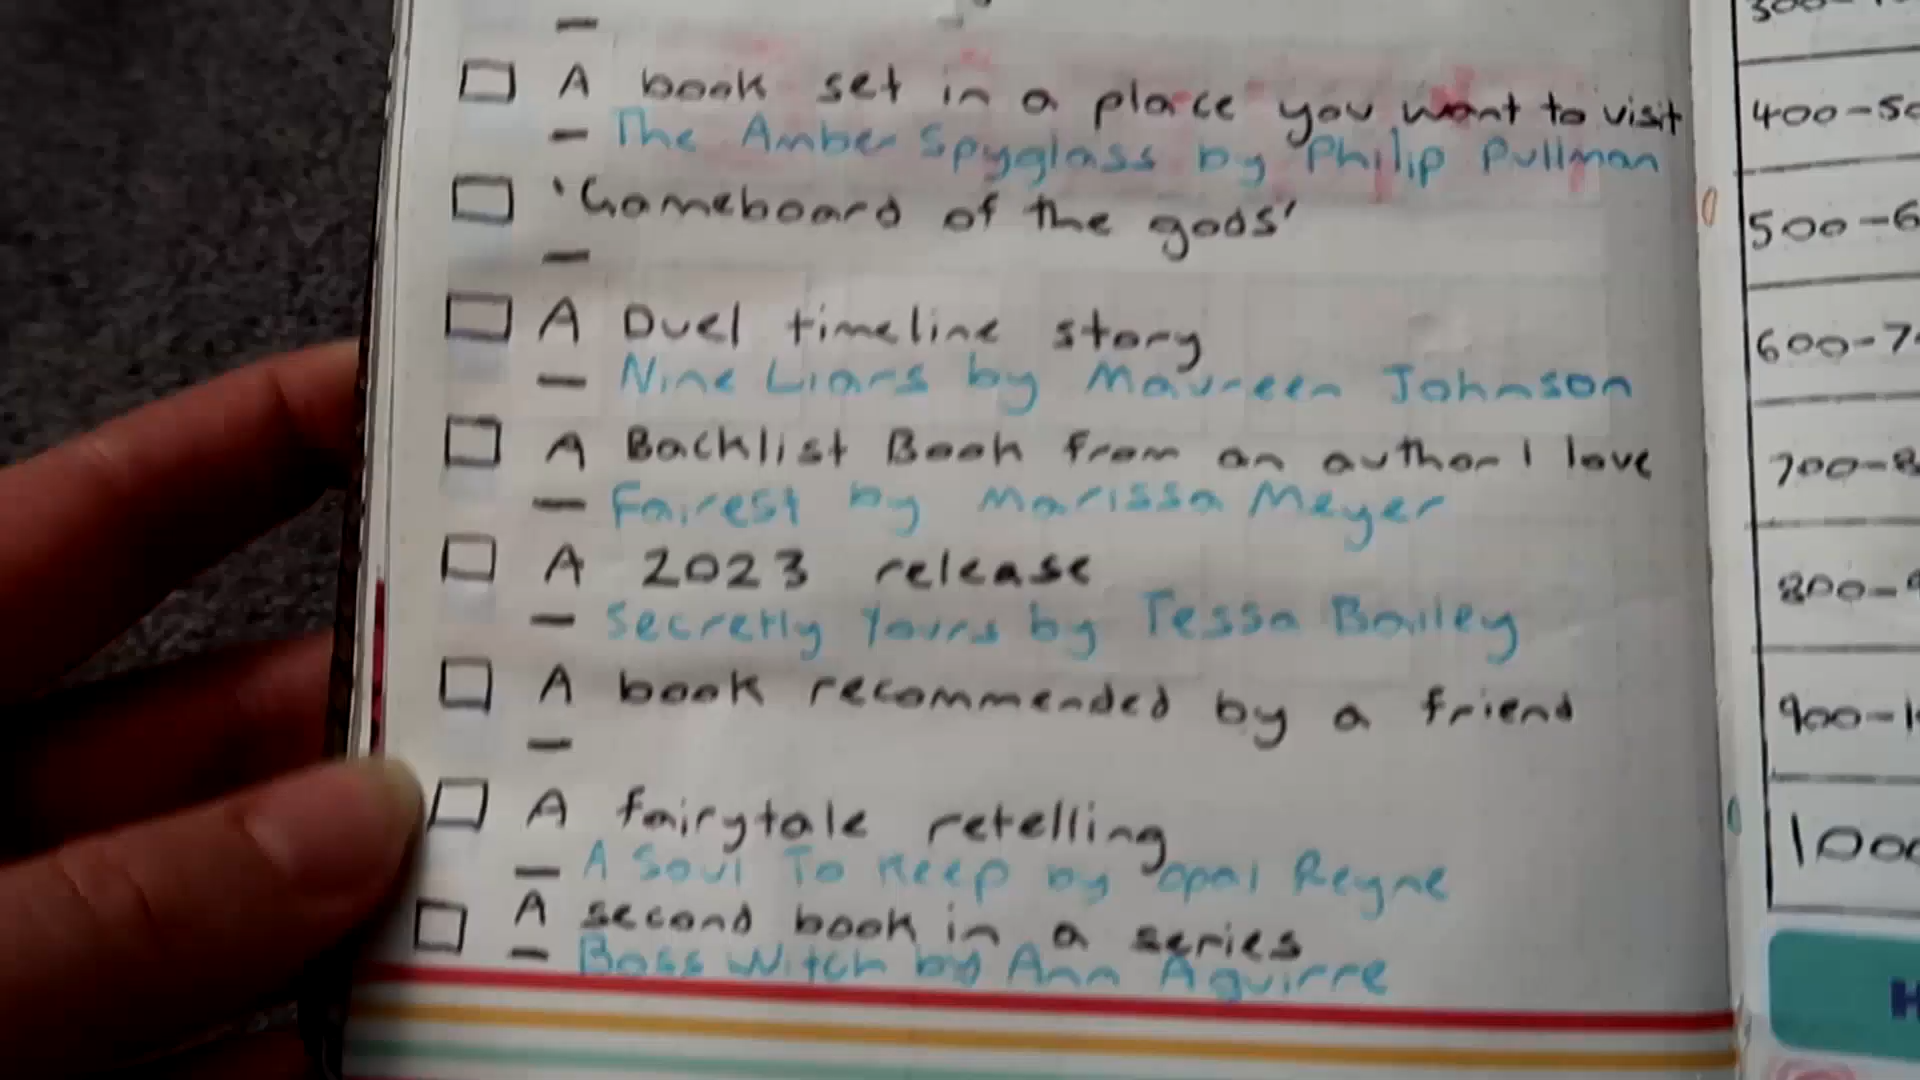 —
A book set in a place you want to visit
— The Amber Spyglass by Philip Pullman
'Gameboard of the gods'
—
A Duel timeline story
— Nine Liars by Maureen Johnson
A Backlist Book from an author I love
— Fairest by Marissa Meyer
A 2023 release
— Secretly Yours by Tessa Bailey
A book recommended by a friend
—
A fairytale retelling
— A Soul To Keep by Opal Reyne
A second book in a series
— Boss Witch by Ann Aguirre
400-50
500-6
600-7
700-8
800-9
900-1
1000
H